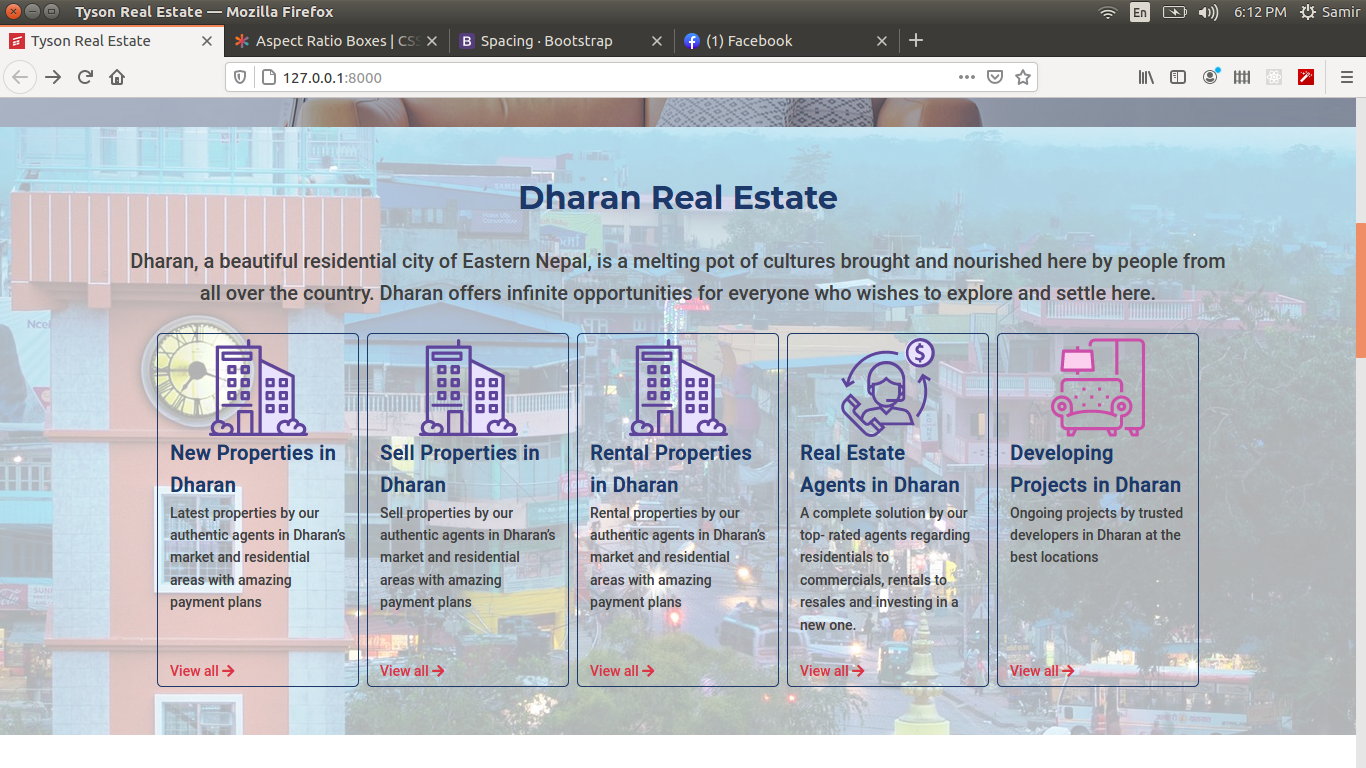 Tyson Real Estate — Mozilla Firefox
En
6:12 PM
Samir
Tyson Real Estate
Aspect Ratio Boxes | CSS
Spacing · Bootstrap
(1) Facebook
127.0.0.1:8000
Dharan Real Estate
Dharan, a beautiful residential city of Eastern Nepal, is a melting pot of cultures brought and nourished here by people from
all over the country. Dharan offers infinite opportunities for everyone who wishes to explore and settle here.
New Properties in
Dharan
Latest properties by our
authentic agents in Dharan's
market and residential
areas with amazing
payment plans
View all
Sell Properties in
Dharan
Sell properties by our
authentic agents in Dharan's
market and residential
areas with amazing
payment plans
View all
Rental Properties
in Dharan
Rental properties by our
authentic agents in Dharan's
market and residential
areas with amazing
payment plans
View all
$
Real Estate
Agents in Dharan
A complete solution by our
top- rated agents regarding
residentials to
commercials, rentals to
resales and investing in a
new one.
View all
Developing
Projects in Dharan
Ongoing projects by trusted
developers in Dharan at the
best locations
View all